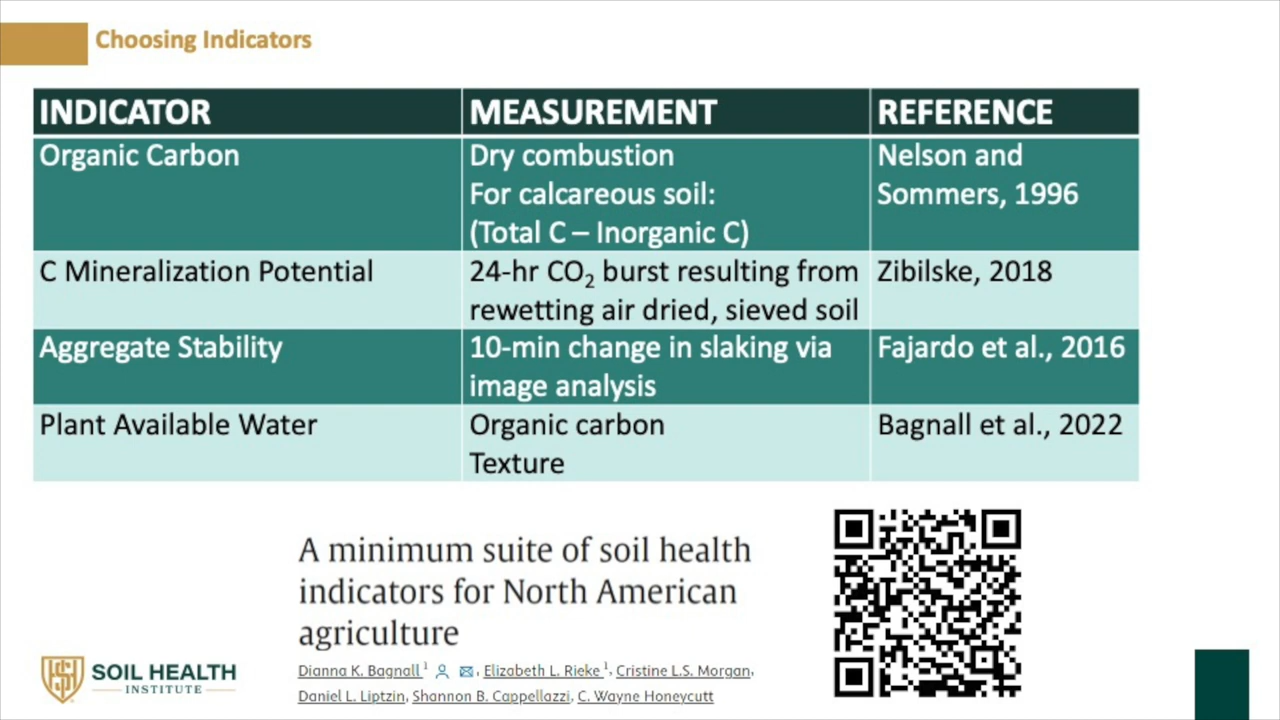 Choosing Indicators
INDICATOR
MEASUREMENT
REFERENCE
Organic Carbon
Dry combustion
For calcareous soil:
(Total C – Inorganic C)
Nelson and
Sommers, 1996
C Mineralization Potential
24-hr CO₂ burst resulting from
rewetting air dried, sieved soil
Zibilske, 2018
Aggregate Stability
10-min change in slaking via
image analysis
Fajardo et al., 2016
Plant Available Water
Organic carbon
Texture
Bagnall et al., 2022
A minimum suite of soil health
indicators for North American
agriculture
Dianna K. Bagnall ¹ , Elizabeth L. Rieke ¹, Cristine L.S. Morgan,
Daniel L. Liptzin, Shannon B. Cappellazzi, C. Wayne Honeycutt
SHI
SOIL HEALTH
INSTITUTE